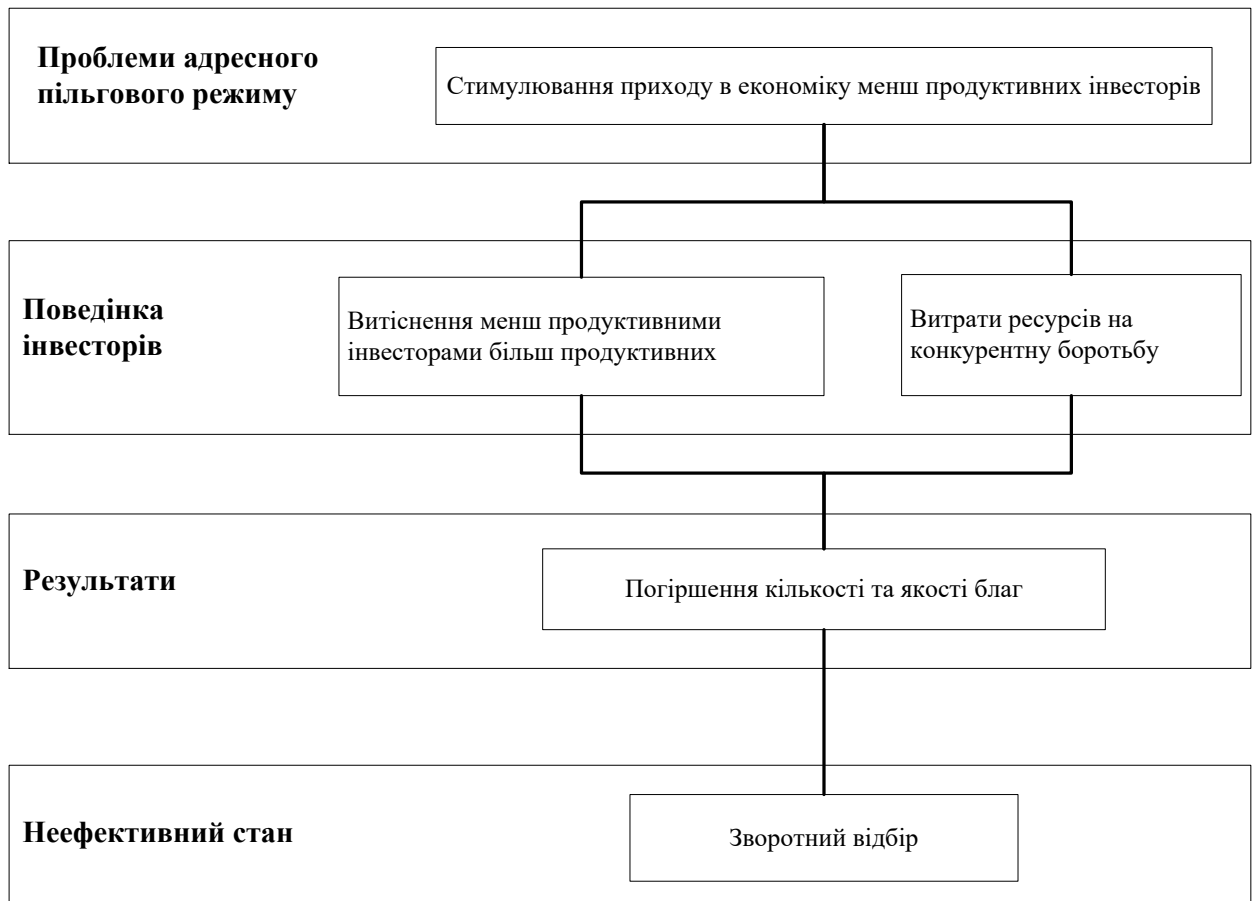 Проблеми адресного
пільгового режиму
Стимулювання приходу в економіку менш продуктивних інвесторів
Поведінка
інвесторів
Витіснення менш продуктивними
інвесторами більш продуктивних
Витрати ресурсів на
конкурентну боротьбу
Результати
Погіршення кількості та якості благ
Неефективний стан
Зворотний відбір